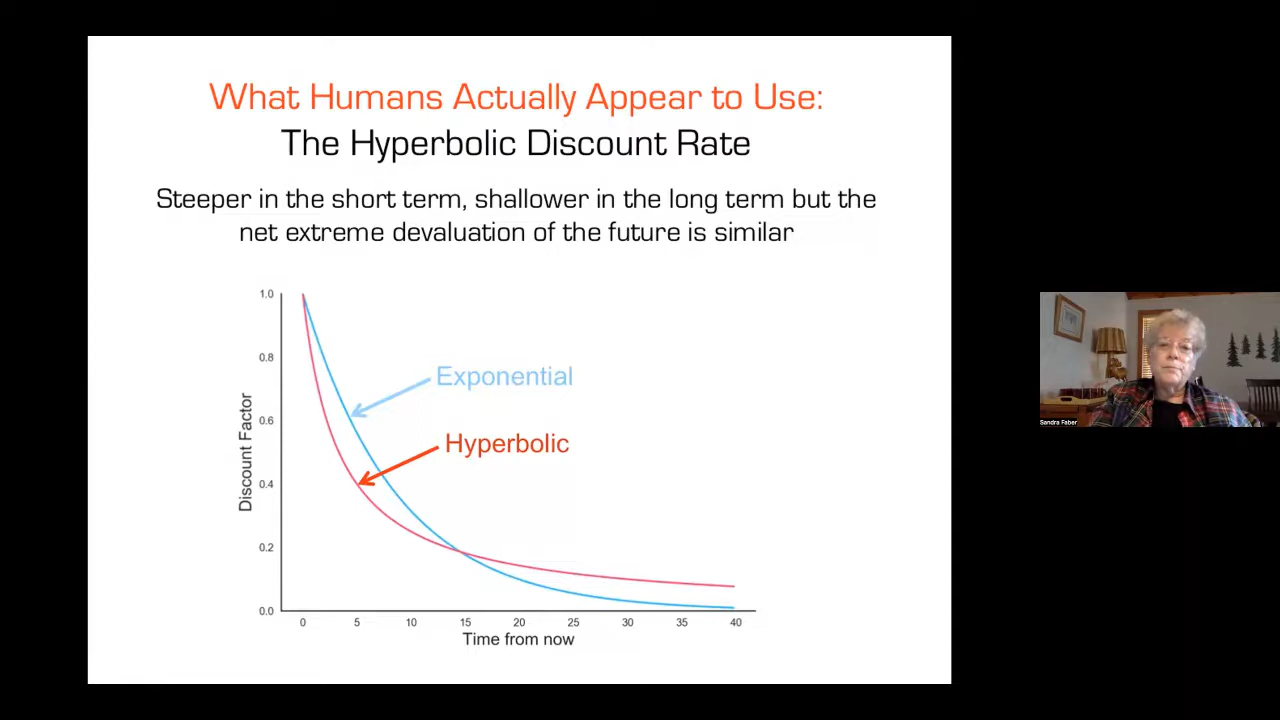 What Humans Actually Appear to Use:
The Hyperbolic Discount Rate
Steeper in the short term, shallower in the long term but the
net extreme devaluation of the future is similar
1.0
0.8
0.6
0.4
0.2
0.0
Discount Factor
Exponential
Hyperbolic
0 5 10 15 20 25 30 35 40
Time from now
Sandra Faber